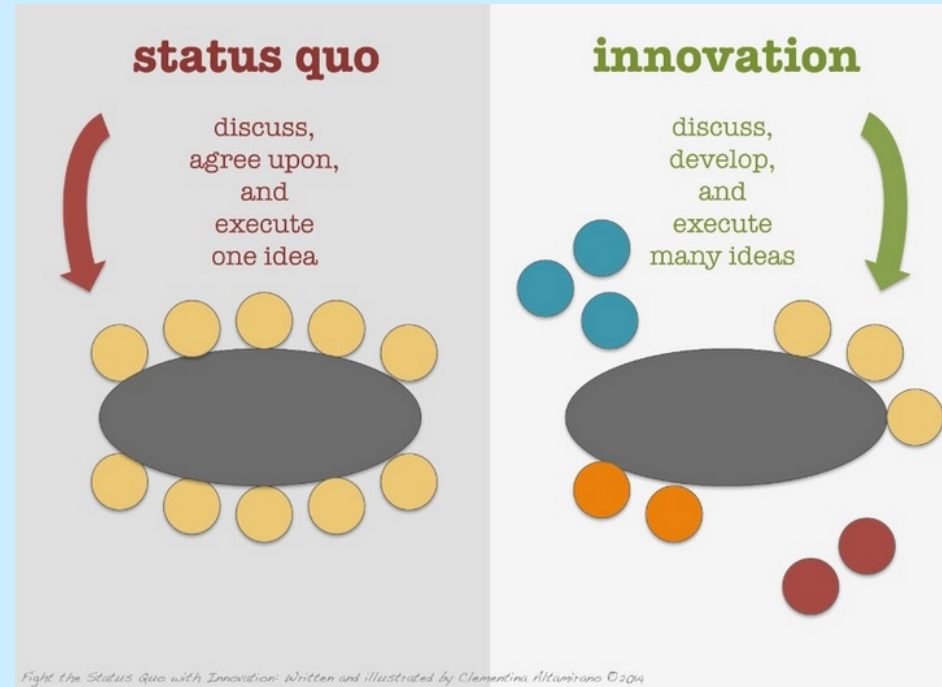 status quo
discuss,
agree upon,
and
execute
one idea
innovation
discuss,
develop,
and
execute
many ideas
Fight the Status Quo with Innovation: Written and illustrated by Clementina Altamirano ©2014